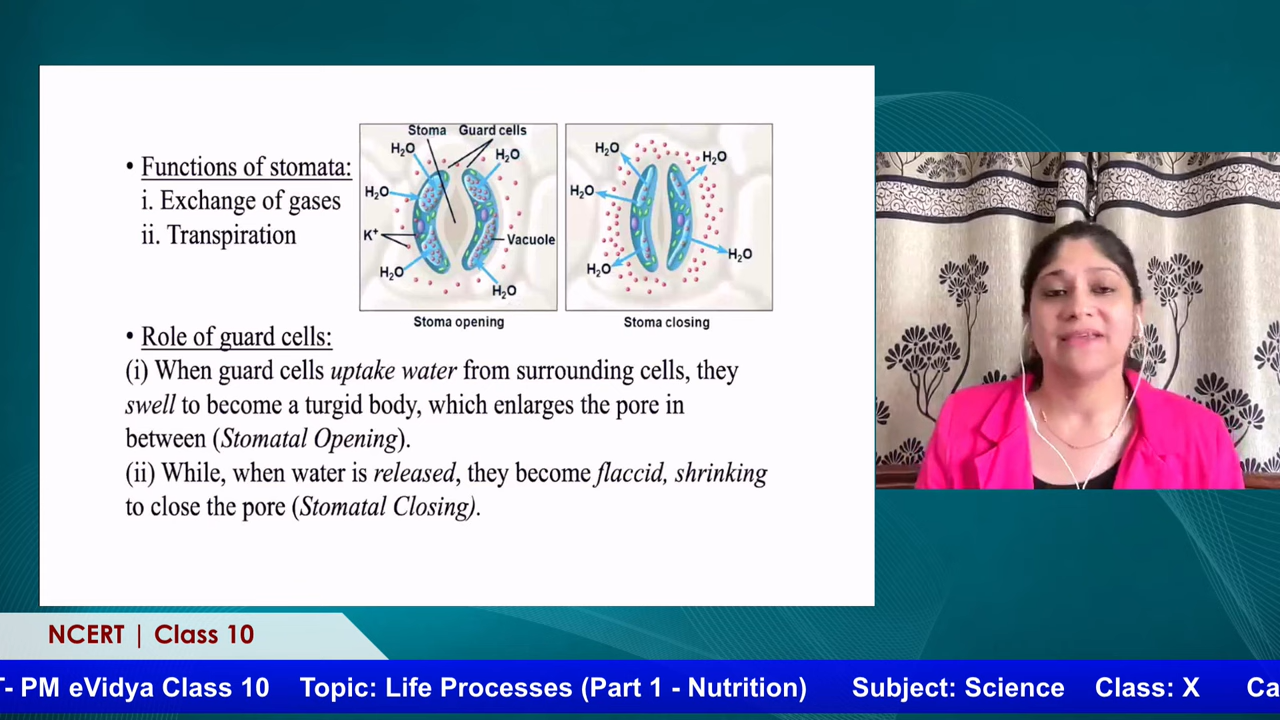 • Functions of stomata:
i. Exchange of gases
ii. Transpiration
Stoma Guard cells
H₂O
H₂O
H₂O
K⁺
Vacuole
H₂O
H₂O
Stoma opening
H₂O
H₂O
H₂O
H₂O
H₂O
Stoma closing
• Role of guard cells:
(i) When guard cells uptake water from surrounding cells, they
swell to become a turgid body, which enlarges the pore in
between (Stomatal Opening).
(ii) While, when water is released, they become flaccid, shrinking
to close the pore (Stomatal Closing).
NCERT | Class 10
T- PM eVidya Class 10 Topic: Life Processes (Part 1 - Nutrition) Subject: Science Class: X Ca